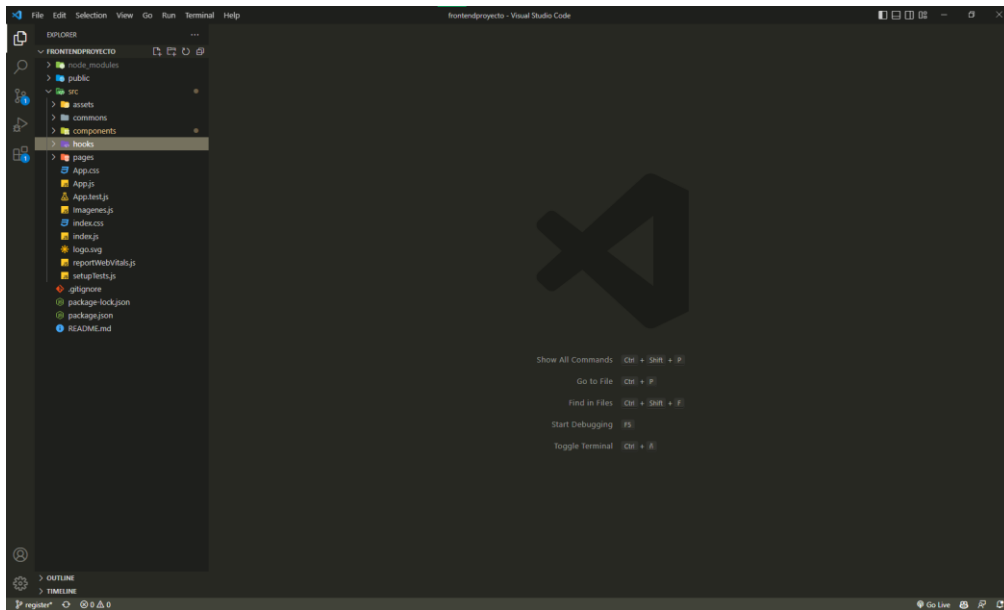 File Edit Selection View Go Run Terminal Help
frontendproyecto - Visual Studio Code
EXPLORER
FRONTENDPROYECTO
node_modules
public
src
assets
commons
components
hooks
pages
App.css
App.js
App.test.js
Imagenes.js
index.css
index.js
logo.svg
reportWebVitals.js
setupTests.js
.gitignore
package-lock.json
package.json
README.md
Show All Commands Ctrl + Shift + P
Go to File Ctrl + P
Find in Files Ctrl + Shift + F
Start Debugging F5
Toggle Terminal Ctrl +
OUTLINE
TIMELINE
register* 0 0 Go Live